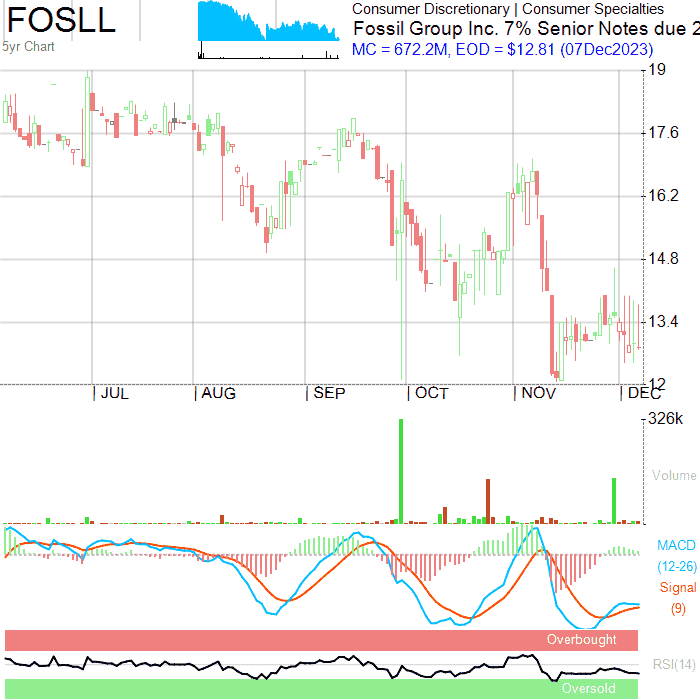 FOSLL
5yr Chart
Consumer Discretionary | Consumer Specialties
Fossil Group Inc. 7% Senior Notes due 2
MC = 672.2M, EOD = $12.81 (07Dec2023)
19
17.6
16.2
14.8
13.4
12
JUL AUG SEP OCT NOV DEC
326k
Volume
MACD
(12-26)
Signal
(9)
Overbought
RSI(14)
Oversold